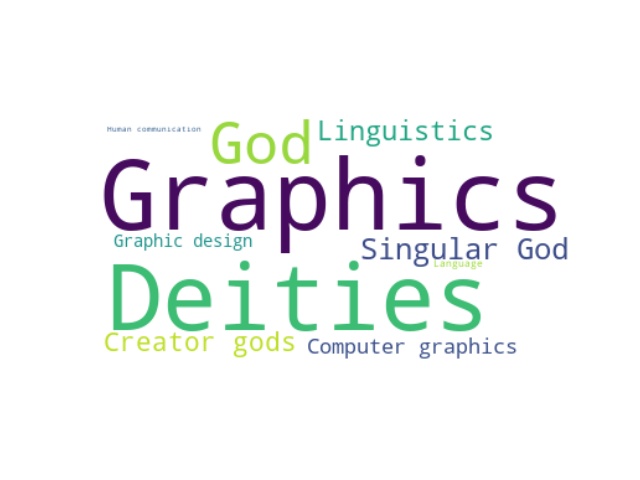 Human communication
God
Linguistics
Graphics
Graphic design
Singular God
Language
Deities
Creator gods
Computer graphics